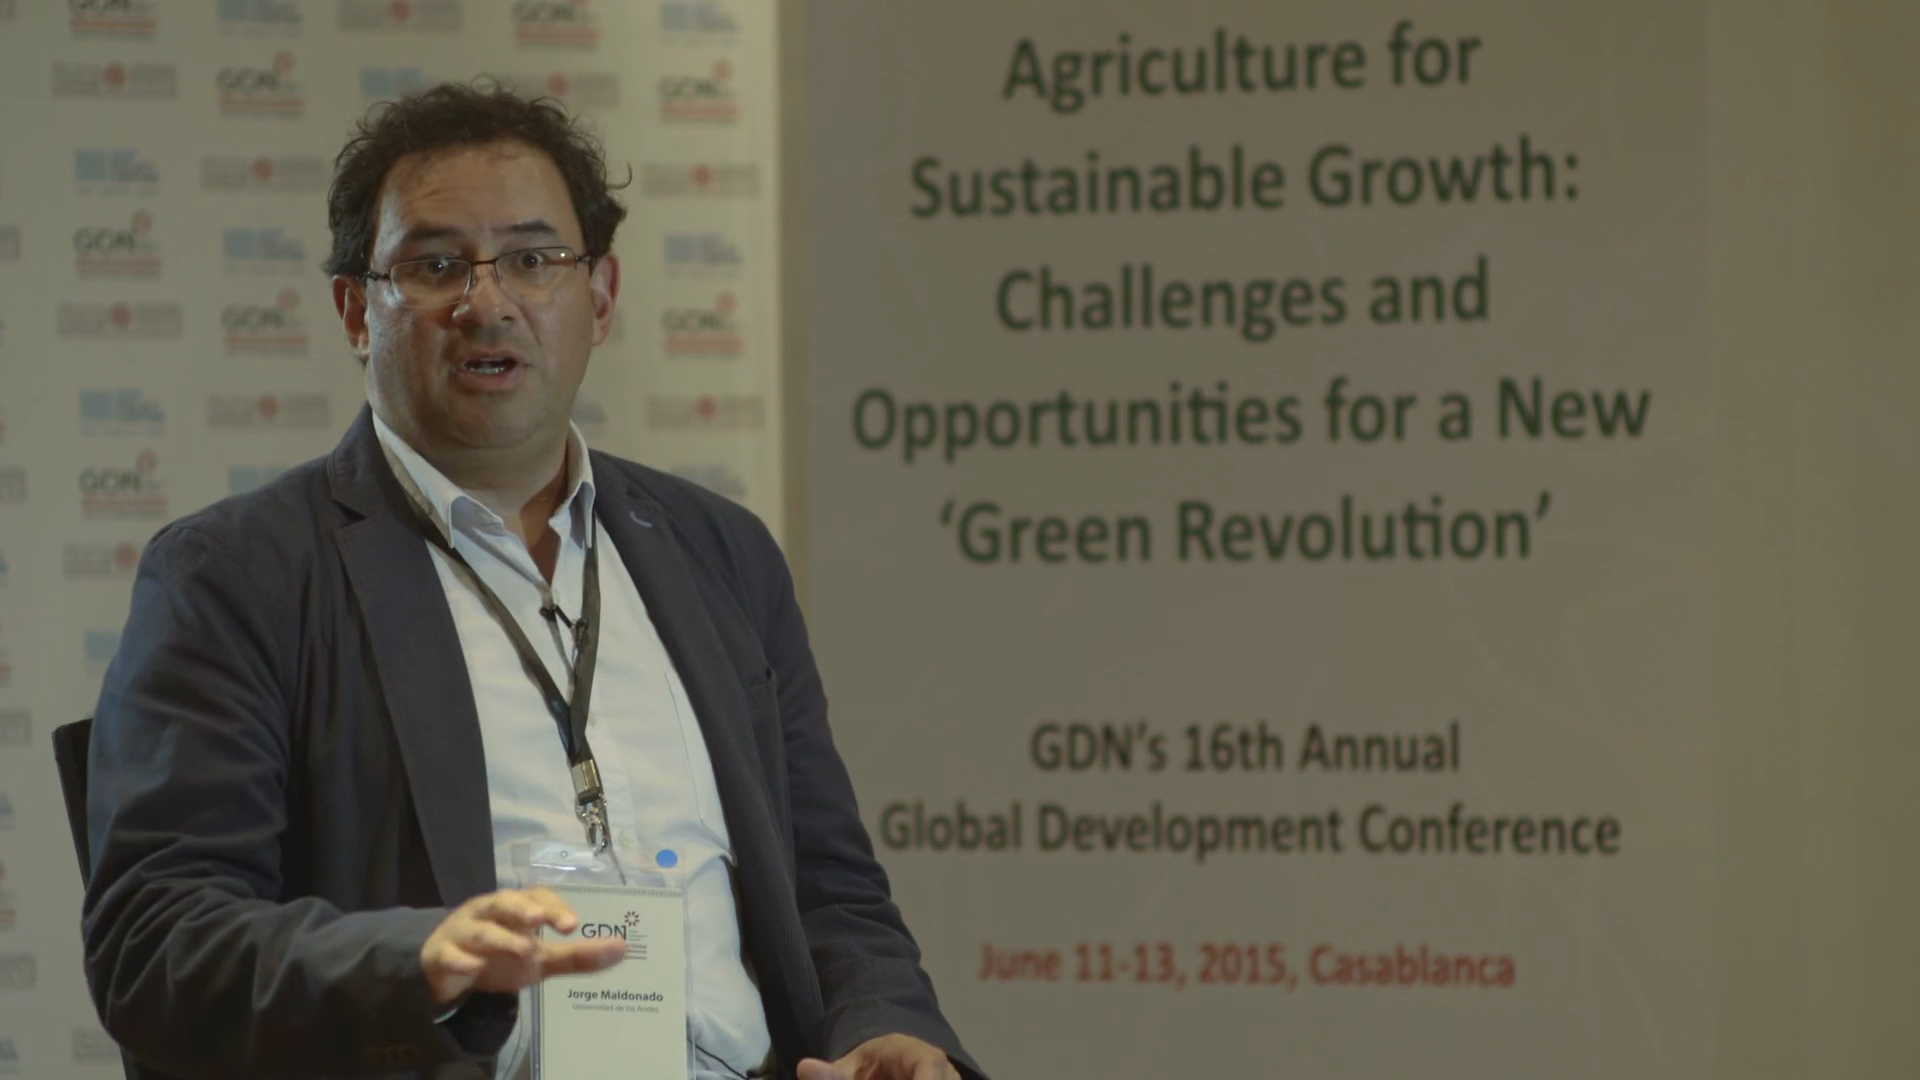 Agriculture for
Sustainable Growth:
Challenges and
Opportunities for a New
‘Green Revolution’
GDN’s 16th Annual
Global Development Conference
June 11-13, 2015, Casablanca
GDN
Jorge Maldonado
Universidad de los Andes